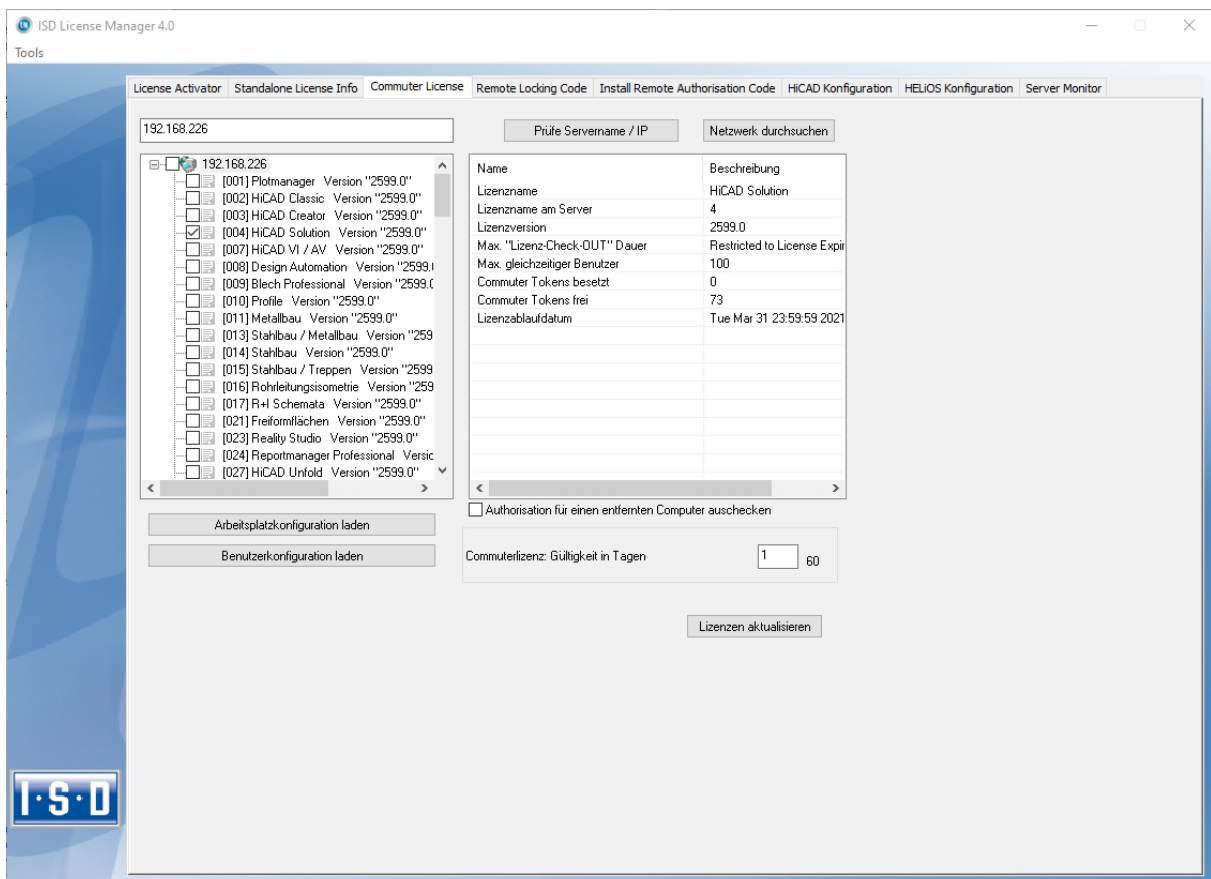 ISD License Manager 4.0
Tools
License Activator Standalone License Info Commuter License Remote Locking Code Install Remote Authorisation Code HiCAD Konfiguration HELiOS Konfiguration Server Monitor
192.168.226 Prüfe Servername / IP Netzwerk durchsuchen
192.168.226
[001] Plotmanager Version "2599.0"
[002] HiCAD Classic Version "2599.0"
[003] HiCAD Creator Version "2599.0"
[004] HiCAD Solution Version "2599.0"
[007] HiCAD VI / AV Version "2599.0"
[008] Design Automation Version "2599.
[009] Blech Professional Version "2599.
[010] Profile Version "2599.0"
[011] Metallbau Version "2599.0"
[013] Stahlbau / Metallbau Version "259
[014] Stahlbau Version "2599.0"
[015] Stahlbau / Treppen Version "2599
[016] Rohrleitungsisometrie Version "259
[017] R+I Schemata Version "2599.0"
[021] Freiformflächen Version "2599.0"
[023] Reality Studio Version "2599.0"
[024] Reportmanager Professional Versic
[027] HiCAD Unfold Version "2599.0"
Name Beschreibung
Lizenzname HiCAD Solution
Lizenzname am Server 4
Lizenzversion 2599.0
Max. "Lizenz-Check-OUT" Dauer Restricted to License Expir
Max. gleichzeitiger Benutzer 100
Commuter Tokens besetzt 0
Commuter Tokens frei 73
Lizenzablaufdatum Tue Mar 31 23:59:59 2021
Arbeitsplatzkonfiguration laden
Benutzerkonfiguration laden
Authorisation für einen entfernten Computer auschecken
Commuterlizenz: Gültigkeit in Tagen 1 60
Lizenzen aktualisieren
I·S·D